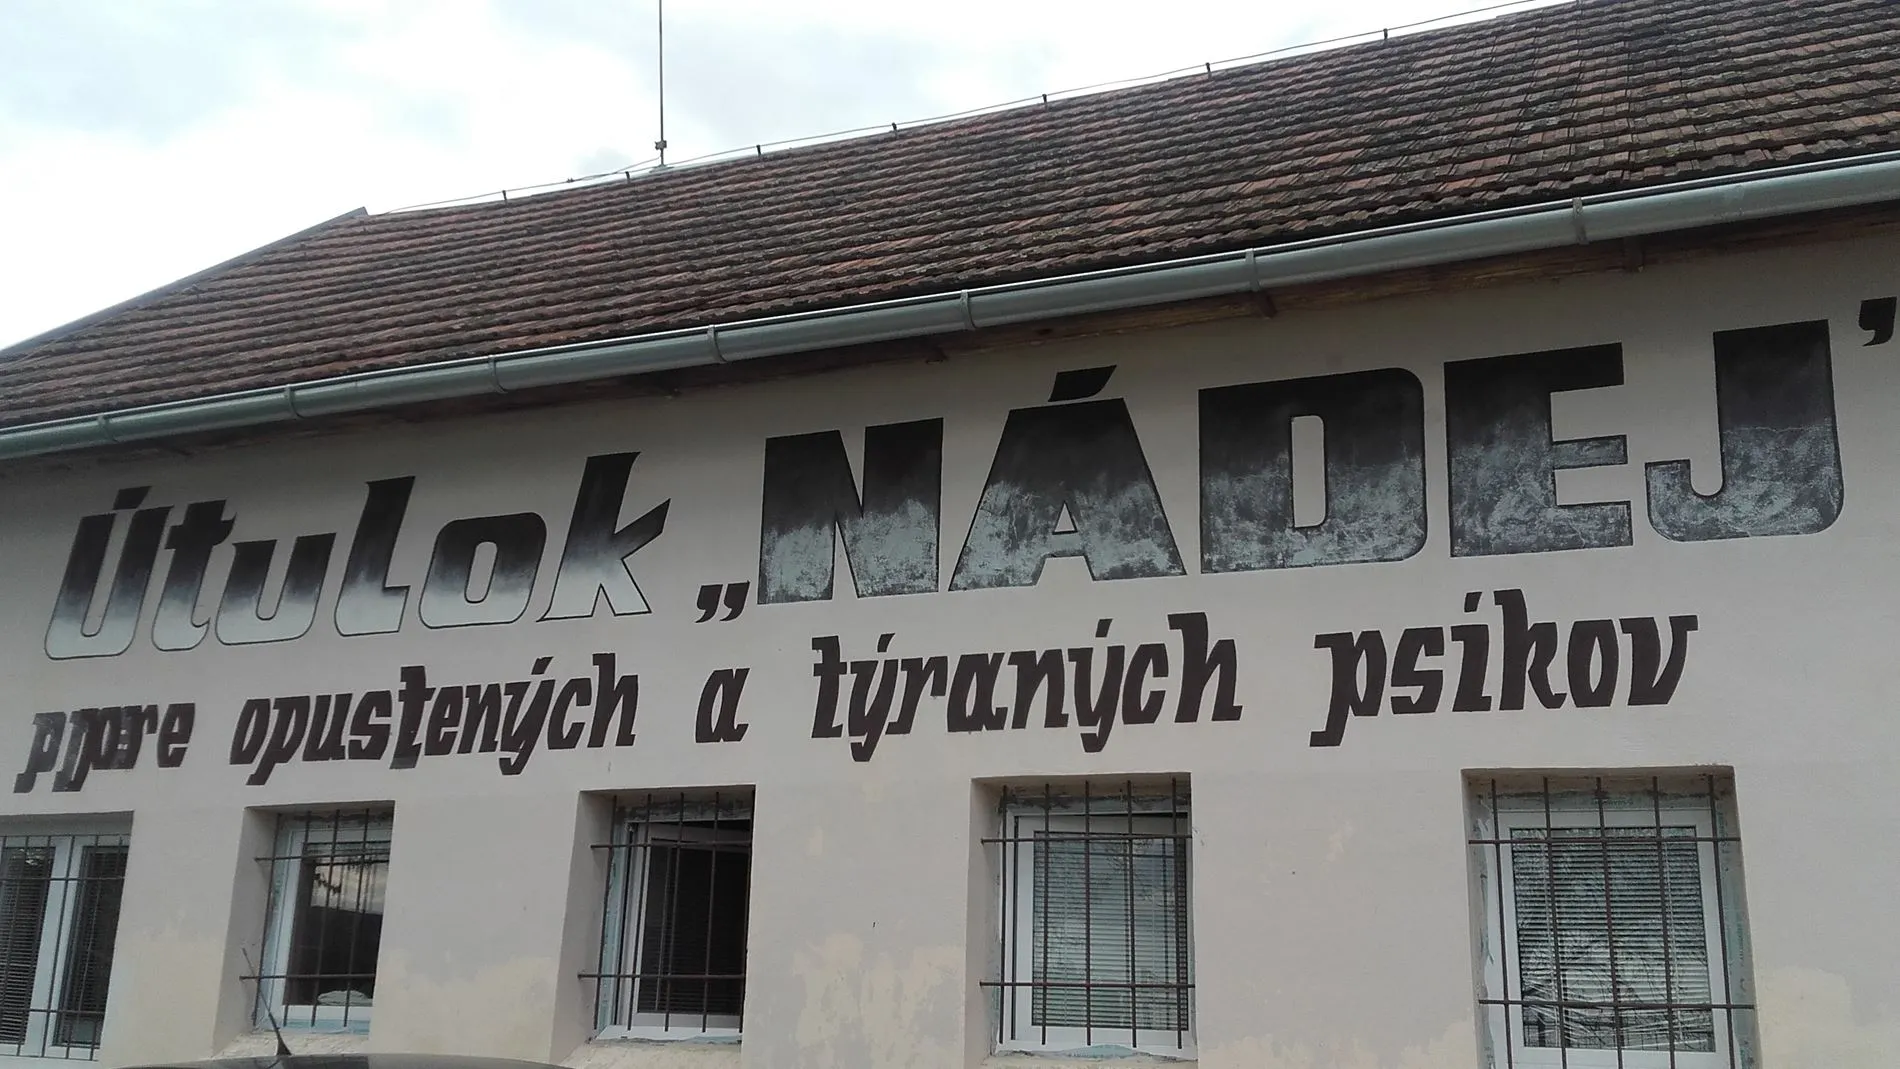 Útulok „NÁDEJ’
ppre opustených a týraných psíkov